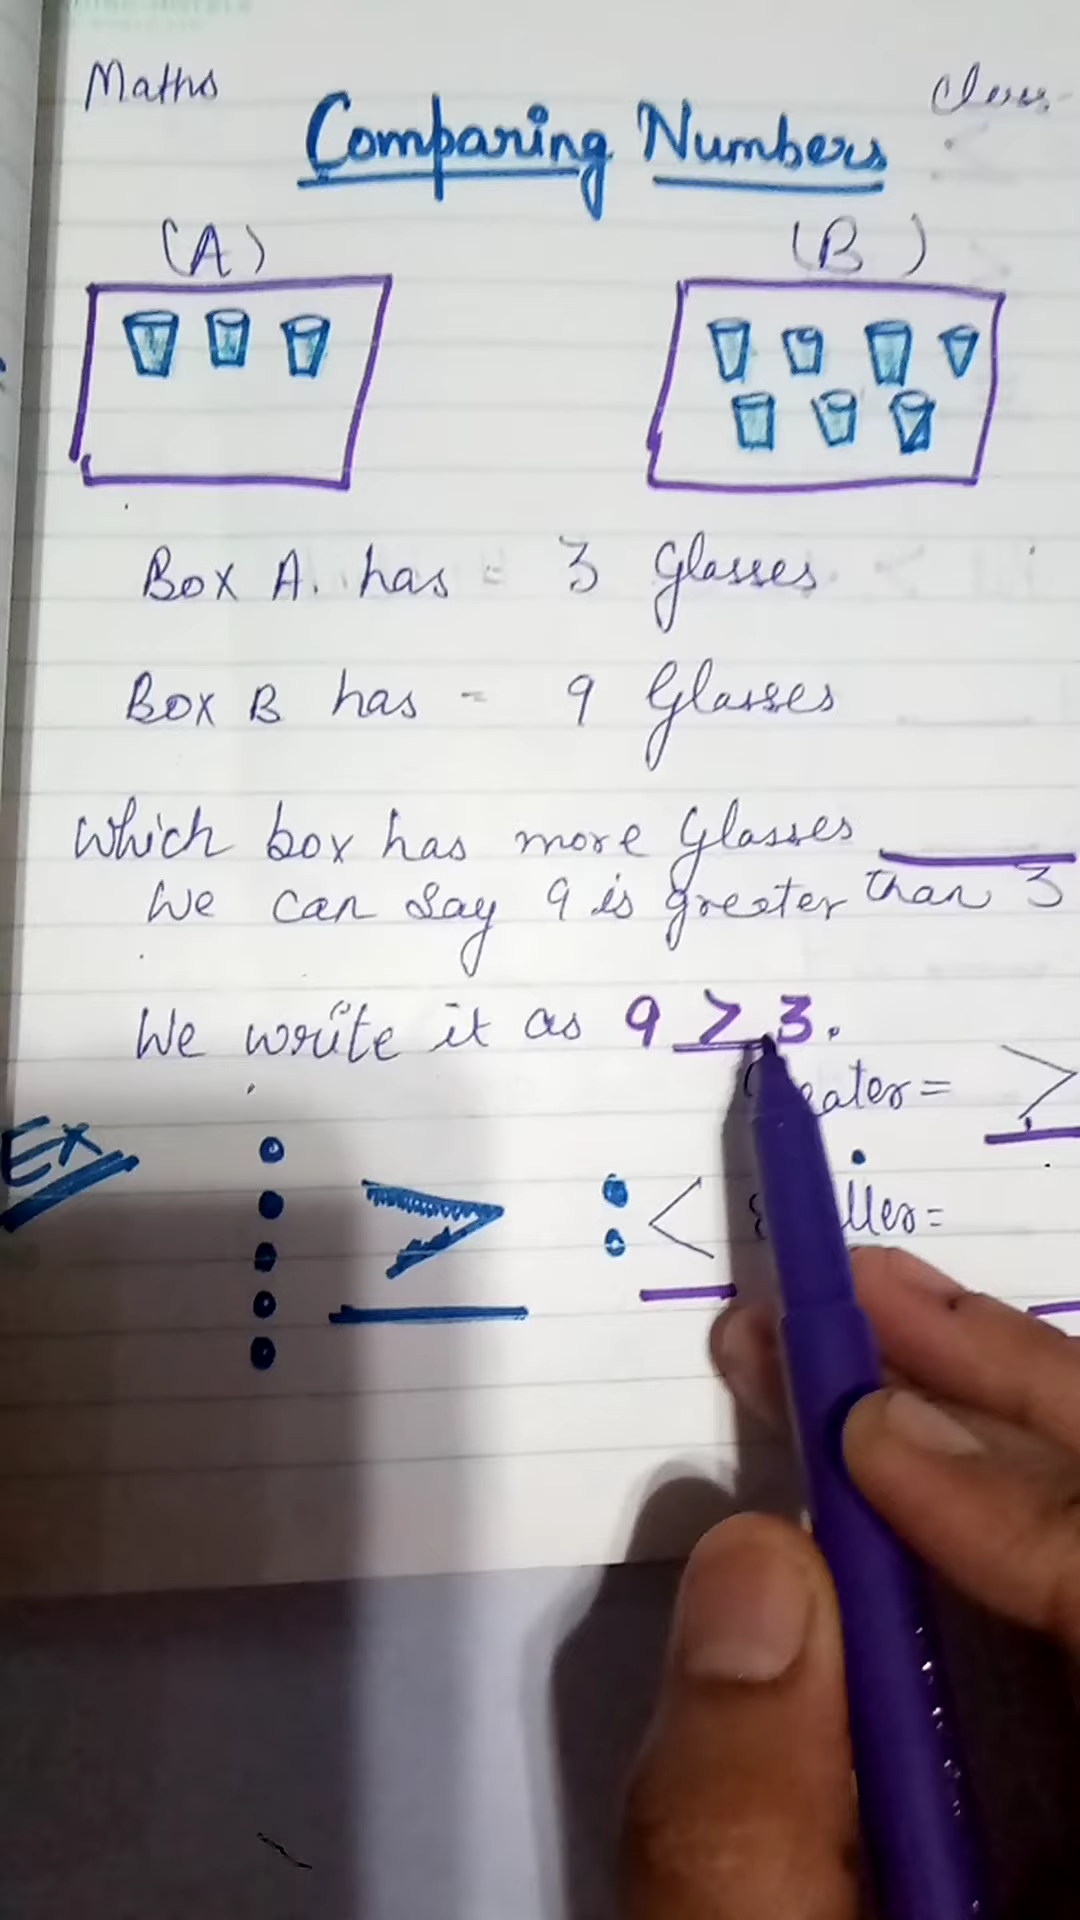 Maths
Comparing Numbers
(A) (B)
Box A. has = 3 Glasses
Box B has - 9 Glasses
Which box has more Glasses
We can say 9 is greater than 3
We write it as 9 > 3.
= >
Ex > <